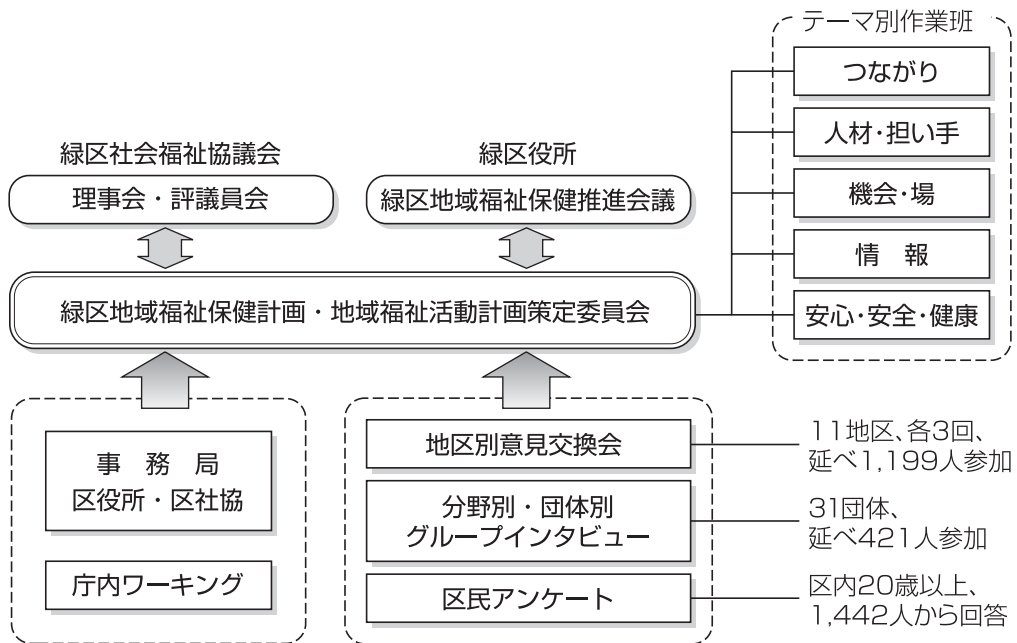 テーマ別作業班
つながり
人材・担い手
機会・場
情　報
安心・安全・健康
緑区社会福祉協議会
理事会・評議員会
緑区役所
緑区地域福祉保健推進会議
緑区地域福祉保健計画・地域福祉活動計画策定委員会
事　務　局
区役所・区社協
庁内ワーキング
地区別意見交換会
11地区、各3回、
延べ1,199人参加
分野別・団体別
グループインタビュー
31団体、
延べ421人参加
区民アンケート
区内20歳以上、
1,442人から回答